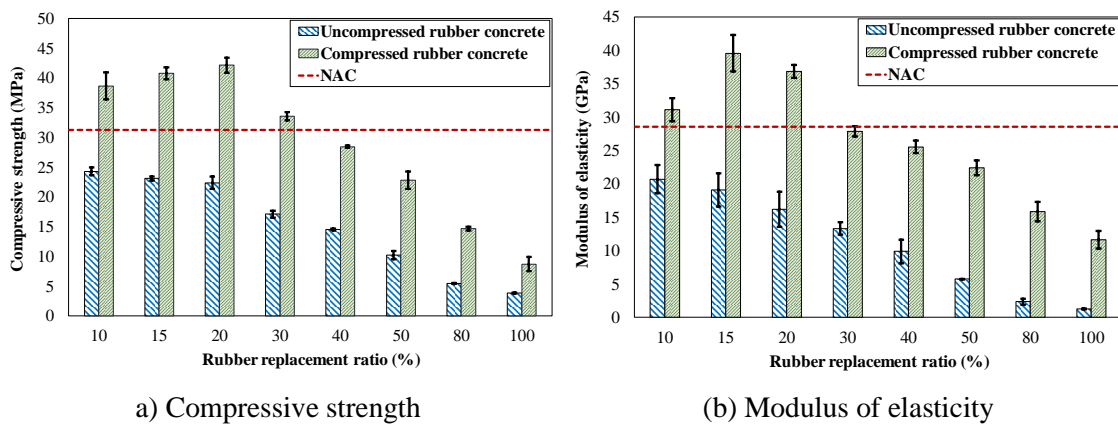 50
45
40
35
30
25
20
15
10
5
0
Compressive strength (MPa)
Uncompressed rubber concrete
Compressed rubber concrete
NAC
10 15 20 30 40 50 80 100
Rubber replacement ratio (%)
a) Compressive strength
45
40
35
30
25
20
15
10
5
0
Modulus of elasticity (GPa)
Uncompressed rubber concrete
Compressed rubber concrete
NAC
10 15 20 30 40 50 80 100
Rubber replacement ratio (%)
(b) Modulus of elasticity